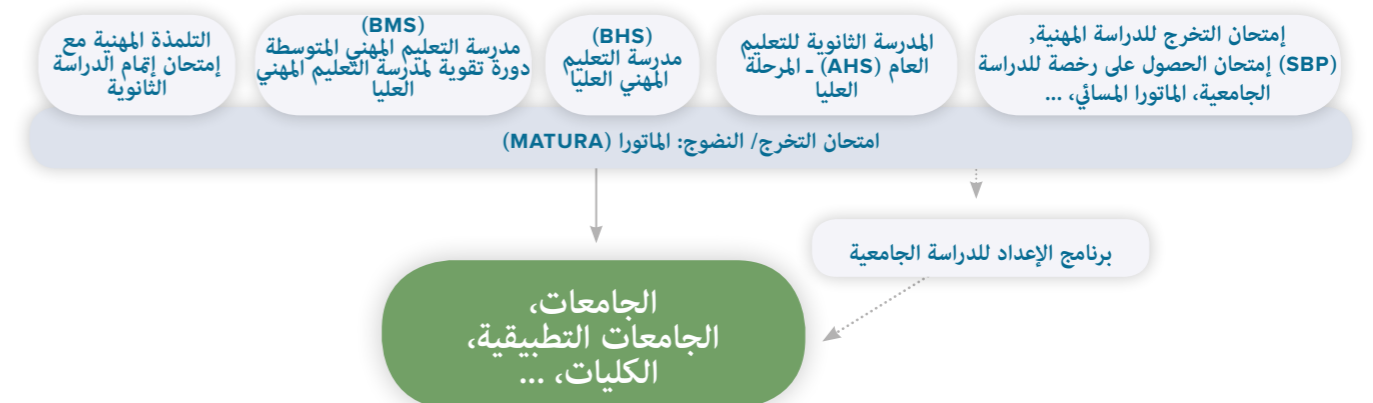 إمتحان التخرج للدراسة المهنية,
(SBP) إمتحان الحصول على رخصة للدراسة
الجامعية، الماتورا المسائي، ...
المدرسة الثانوية للتعليم
العام (AHS) ـ المرحلة
العليا
(BHS)
مدرسة التعليم
المهني العليا
(BMS)
مدرسة التعليم المهني المتوسطة
دورة تقوية لمدرسة التعليم المهني
العليا
التلمذة المهنية مع
إمتحان إتمام الدراسة
الثانوية
امتحان التخرج/ النضوج: الماتورا (MATURA)
برنامج الإعداد للدراسة الجامعية
الجامعات،
الجامعات التطبيقية،
الكليات، ...